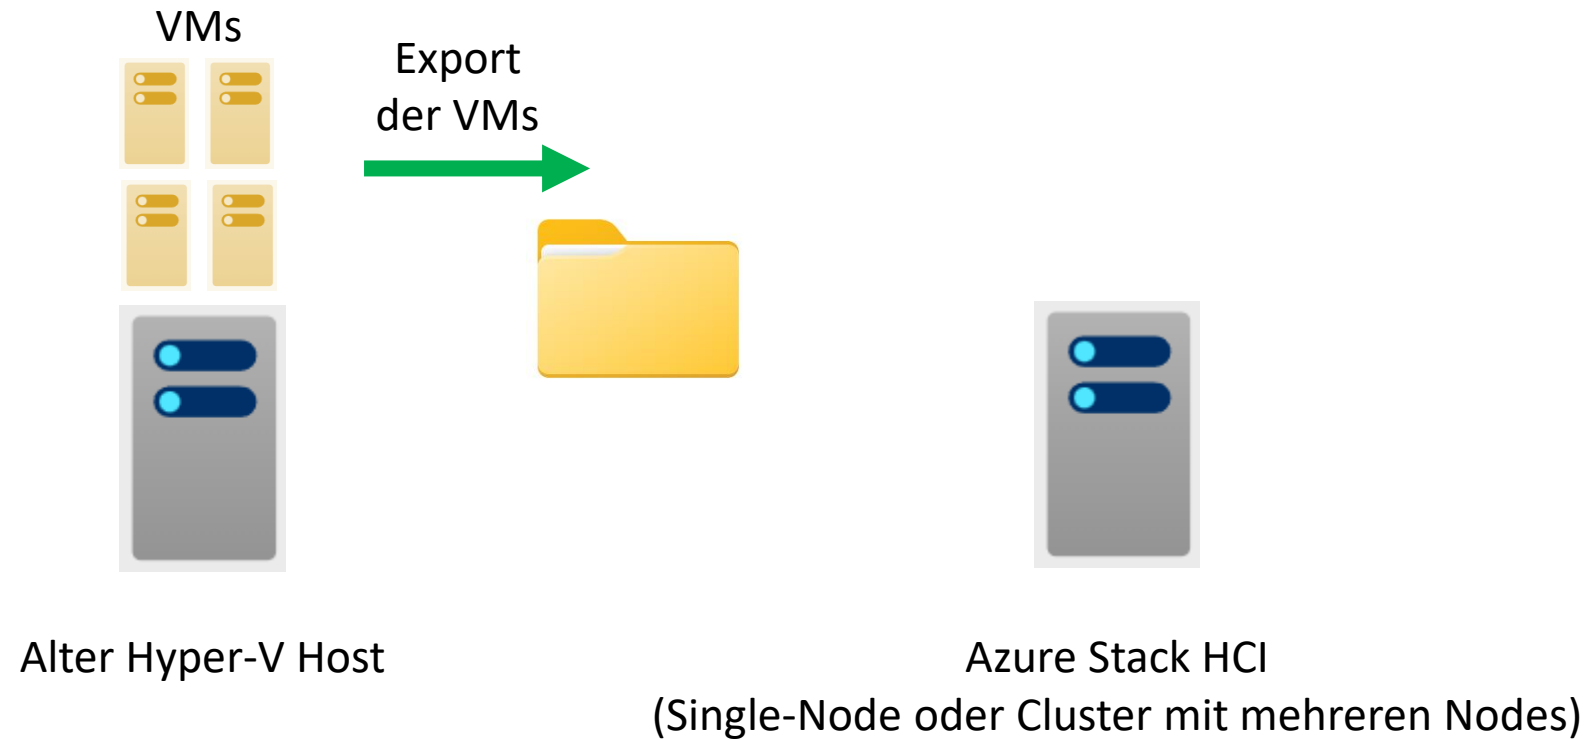 VMs
Export
der VMs
Alter Hyper-V Host
Azure Stack HCI
(Single-Node oder Cluster mit mehreren Nodes)